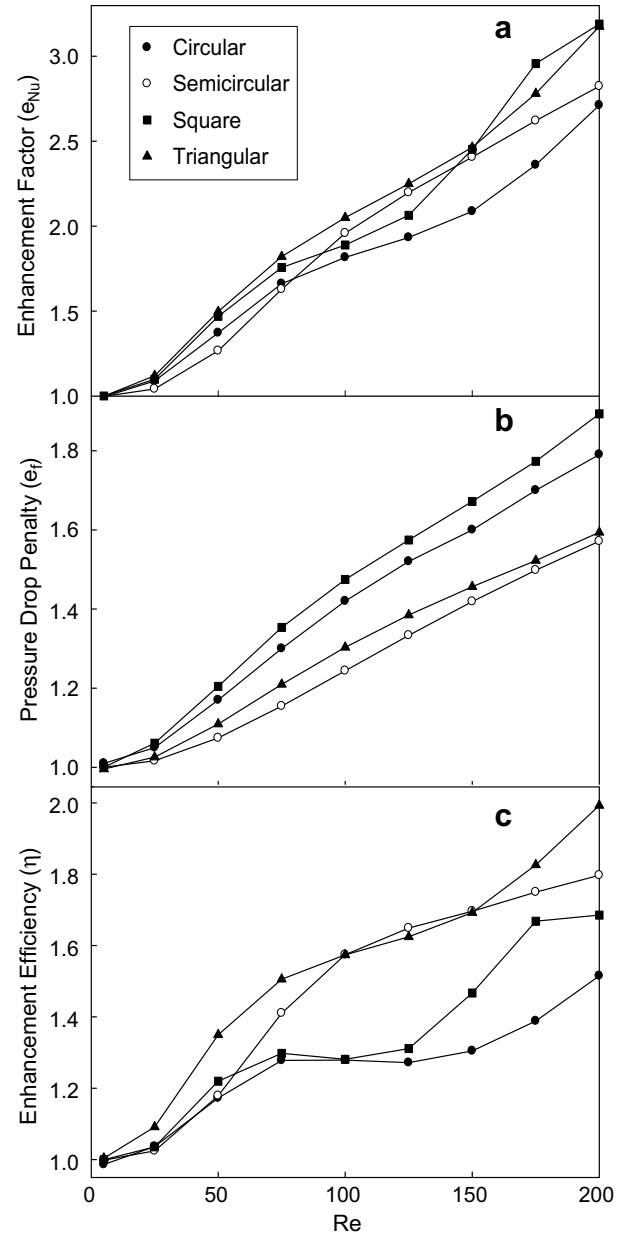 a
Circular
Semicircular
Square
Triangular
Enhancement Factor (eNu)
3.0
2.5
2.0
1.5
1.0
b
Pressure Drop Penalty (ef)
1.8
1.6
1.4
1.2
1.0
c
Enhancement Efficiency (η)
2.0
1.8
1.6
1.4
1.2
1.0
0 50 100 150 200
Re